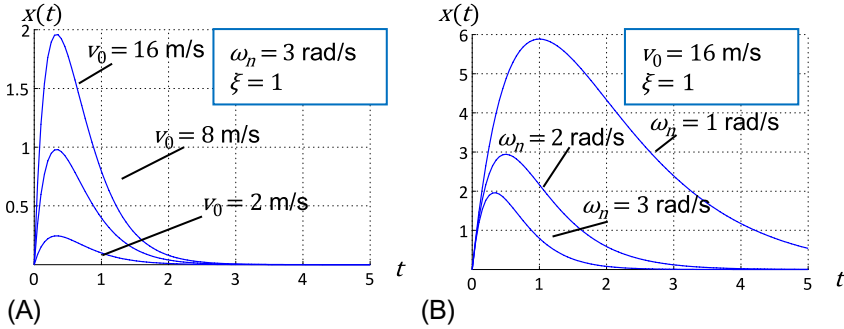 x(t)
2
1.5
1
0.5
0 1 2 3 4 5 t
v₀ = 16 m/s
ωₙ = 3 rad/s
ξ = 1
v₀ = 8 m/s
v₀ = 2 m/s
(A)
x(t)
6
5
4
3
2
1
0 1 2 3 4 5 t
v₀ = 16 m/s
ξ = 1
ωₙ = 1 rad/s
ωₙ = 2 rad/s
ωₙ = 3 rad/s
(B)